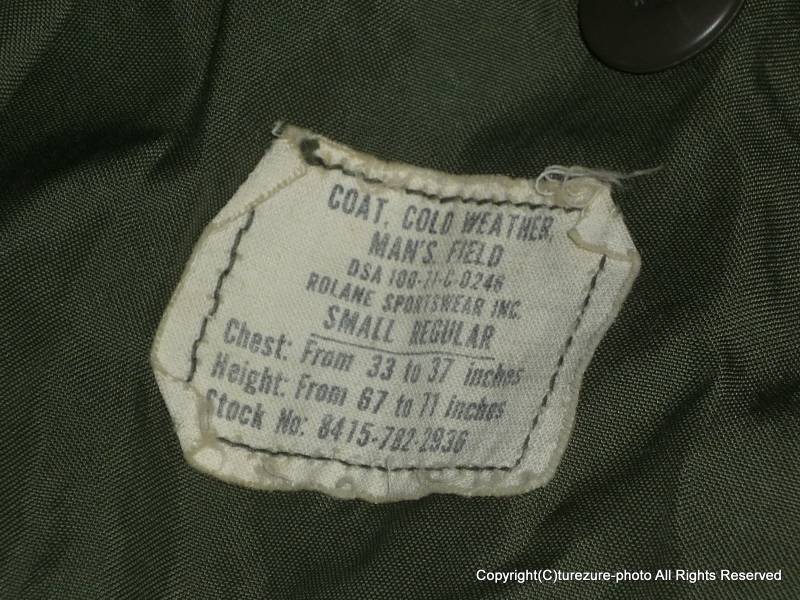 COAT, COLD WEATHER,
MAN'S, FIELD
DSA 100-71-C-0246
ROLANE SPORTSWEAR INC.
SMALL REGULAR
Chest: From 33 to 37 inches
Height: From 67 to 71 inches
Stock No: 8415-782-2936
Copyright(C)turezure-photo All Rights Reserved